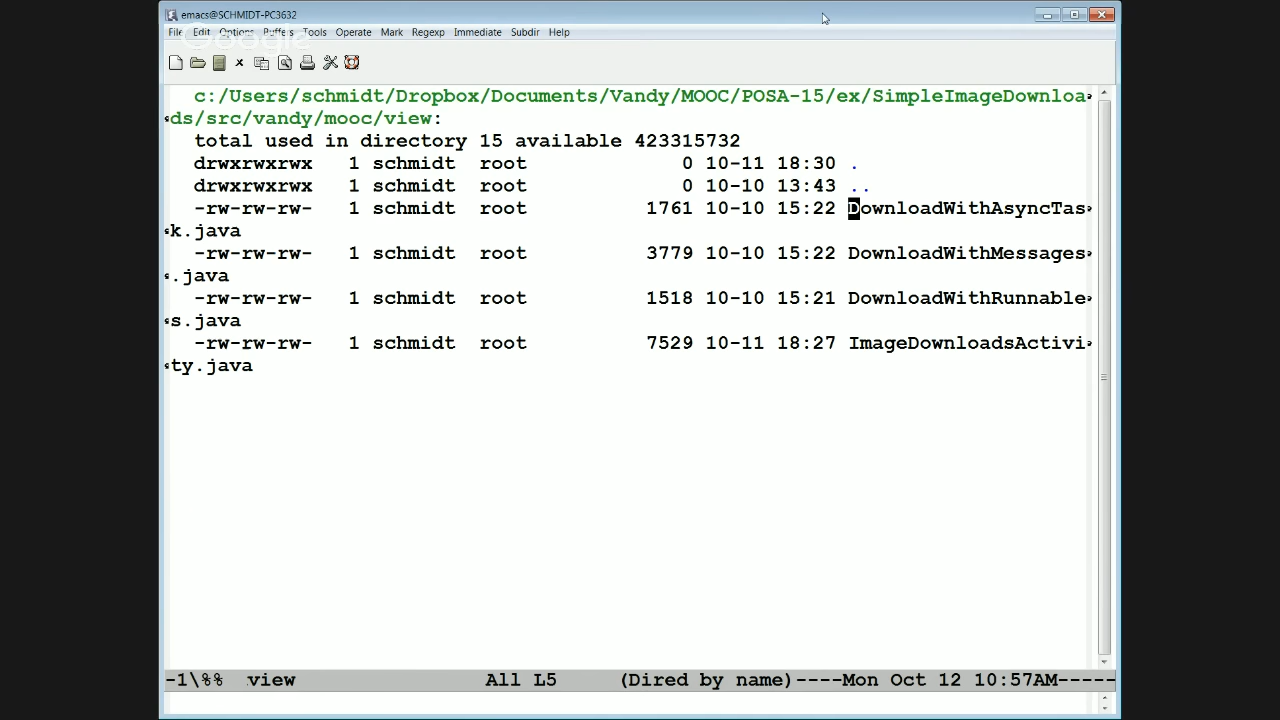 emacs@SCHMIDT-PC3632
File Edit Options Buffers Tools Operate Mark Regexp Immediate Subdir Help
Google
c:/Users/schmidt/Dropbox/Documents/Vandy/MOOC/POSA-15/ex/SimpleImageDownloa
ds/src/vandy/mooc/view:
total used in directory 15 available 423315732
drwxrwxrwx 1 schmidt root 0 10-11 18:30 .
drwxrwxrwx 1 schmidt root 0 10-10 13:43 ..
-rw-rw-rw- 1 schmidt root 1761 10-10 15:22 DownloadWithAsyncTas
k.java
-rw-rw-rw- 1 schmidt root 3779 10-10 15:22 DownloadWithMessages
.java
-rw-rw-rw- 1 schmidt root 1518 10-10 15:21 DownloadWithRunnable
s.java
-rw-rw-rw- 1 schmidt root 7529 10-11 18:27 ImageDownloadsActivi
ty.java
-1\%% view All L5 (Dired by name)----Mon Oct 12 10:57AM-----